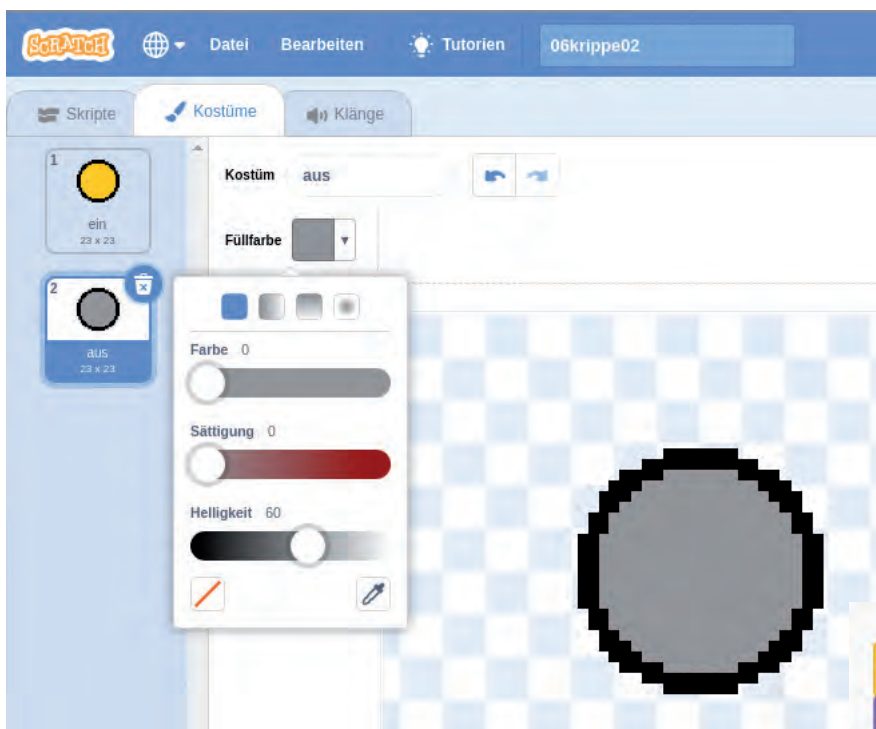 SCRATCH Datei Bearbeiten Tutorien 06krippe02
Skripte Kostüme Klänge
1
ein
23 x 23
2
aus
23 x 23
Kostüm aus
Füllfarbe
Farbe 0
Sättigung 0
Helligkeit 60